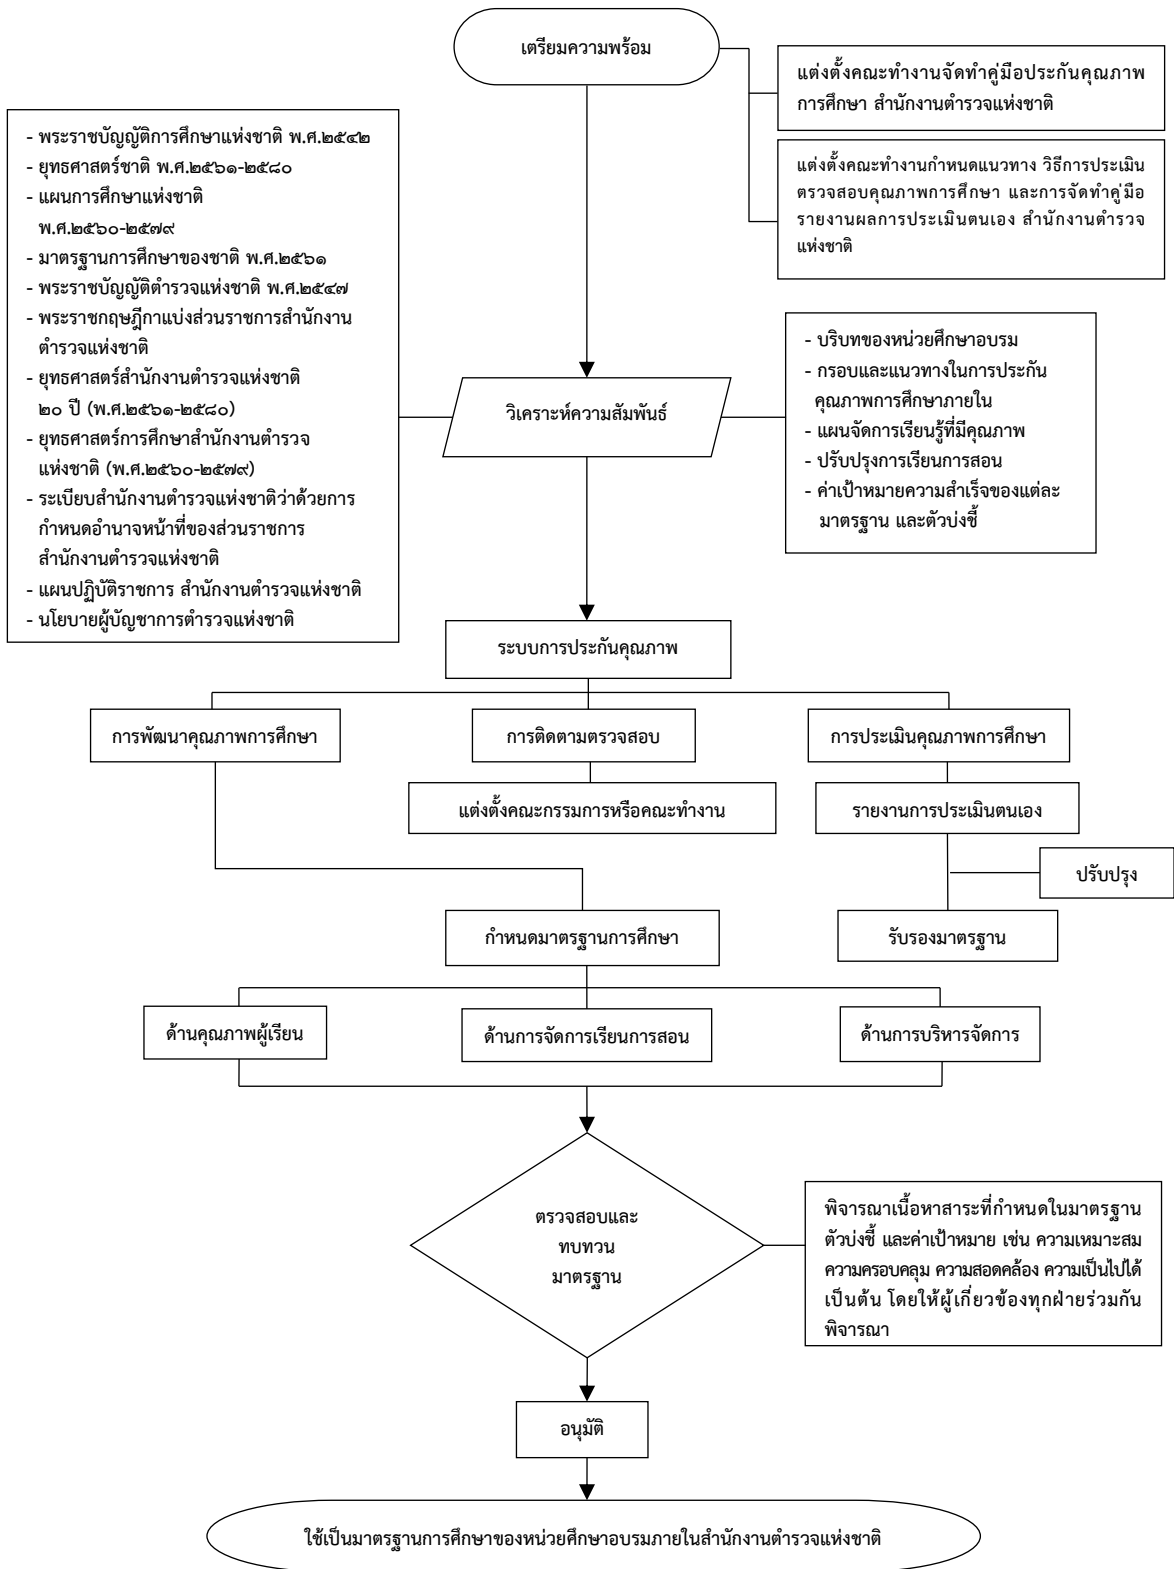 เตรียมความพร้อม
แต่งตั้งคณะทำงานจัดทำคู่มือประกันคุณภาพ
การศึกษา สำนักงานตำรวจแห่งชาติ
แต่งตั้งคณะทำงานกำหนดแนวทาง วิธีการประเมิน
ตรวจสอบคุณภาพการศึกษา และการจัดทำคู่มือ
รายงานผลการประเมินตนเอง สำนักงานตำรวจ
แห่งชาติ
- พระราชบัญญัติการศึกษาแห่งชาติ พ.ศ.๒๕๔๒
- ยุทธศาสตร์ชาติ พ.ศ.๒๕๖๑-๒๕๘๐
- แผนการศึกษาแห่งชาติ
พ.ศ.๒๕๖๐-๒๕๗๙
- มาตรฐานการศึกษาของชาติ พ.ศ.๒๕๖๑
- พระราชบัญญัติตำรวจแห่งชาติ พ.ศ.๒๕๔๗
- พระราชกฤษฎีกาแบ่งส่วนราชการสำนักงาน
ตำรวจแห่งชาติ
- ยุทธศาสตร์สำนักงานตำรวจแห่งชาติ
๒๐ ปี (พ.ศ.๒๕๖๑-๒๕๘๐)
- ยุทธศาสตร์การศึกษาสำนักงานตำรวจ
แห่งชาติ (พ.ศ.๒๕๖๐-๒๕๗๙)
- ระเบียบสำนักงานตำรวจแห่งชาติว่าด้วยการ
กำหนดอำนาจหน้าที่ของส่วนราชการ
สำนักงานตำรวจแห่งชาติ
- แผนปฏิบัติราชการ สำนักงานตำรวจแห่งชาติ
- นโยบายผู้บัญชาการตำรวจแห่งชาติ
วิเคราะห์ความสัมพันธ์
- บริบทของหน่วยศึกษาอบรม
- กรอบและแนวทางในการประกัน
คุณภาพการศึกษาภายใน
- แผนจัดการเรียนรู้ที่มีคุณภาพ
- ปรับปรุงการเรียนการสอน
- ค่าเป้าหมายความสำเร็จของแต่ละ
มาตรฐาน และตัวบ่งชี้
ระบบการประกันคุณภาพ
การพัฒนาคุณภาพการศึกษา
การติดตามตรวจสอบ
การประเมินคุณภาพการศึกษา
แต่งตั้งคณะกรรมการหรือคณะทำงาน
รายงานการประเมินตนเอง
ปรับปรุง
กำหนดมาตรฐานการศึกษา
รับรองมาตรฐาน
ด้านคุณภาพผู้เรียน
ด้านการจัดการเรียนการสอน
ด้านการบริหารจัดการ
ตรวจสอบและ
ทบทวน
มาตรฐาน
พิจารณาเนื้อหาสาระที่กำหนดในมาตรฐาน
ตัวบ่งชี้ และค่าเป้าหมาย เช่น ความเหมาะสม
ความครอบคลุม ความสอดคล้อง ความเป็นไปได้
เป็นต้น โดยให้ผู้เกี่ยวข้องทุกฝ่ายร่วมกัน
พิจารณา
อนุมัติ
ใช้เป็นมาตรฐานการศึกษาของหน่วยศึกษาอบรมภายในสำนักงานตำรวจแห่งชาติ